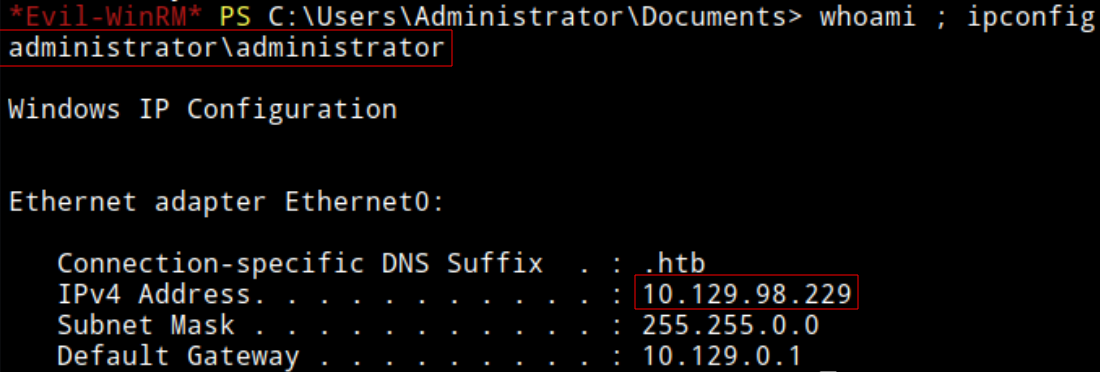 *Evil-WinRM* PS C:\Users\Administrator\Documents> whoami ; ipconfig
administrator\administrator
Windows IP Configuration
Ethernet adapter Ethernet0:
Connection-specific DNS Suffix  . : .htb
IPv4 Address. . . . . . . . . . . : 10.129.98.229
Subnet Mask . . . . . . . . . . . : 255.255.0.0
Default Gateway . . . . . . . . . : 10.129.0.1